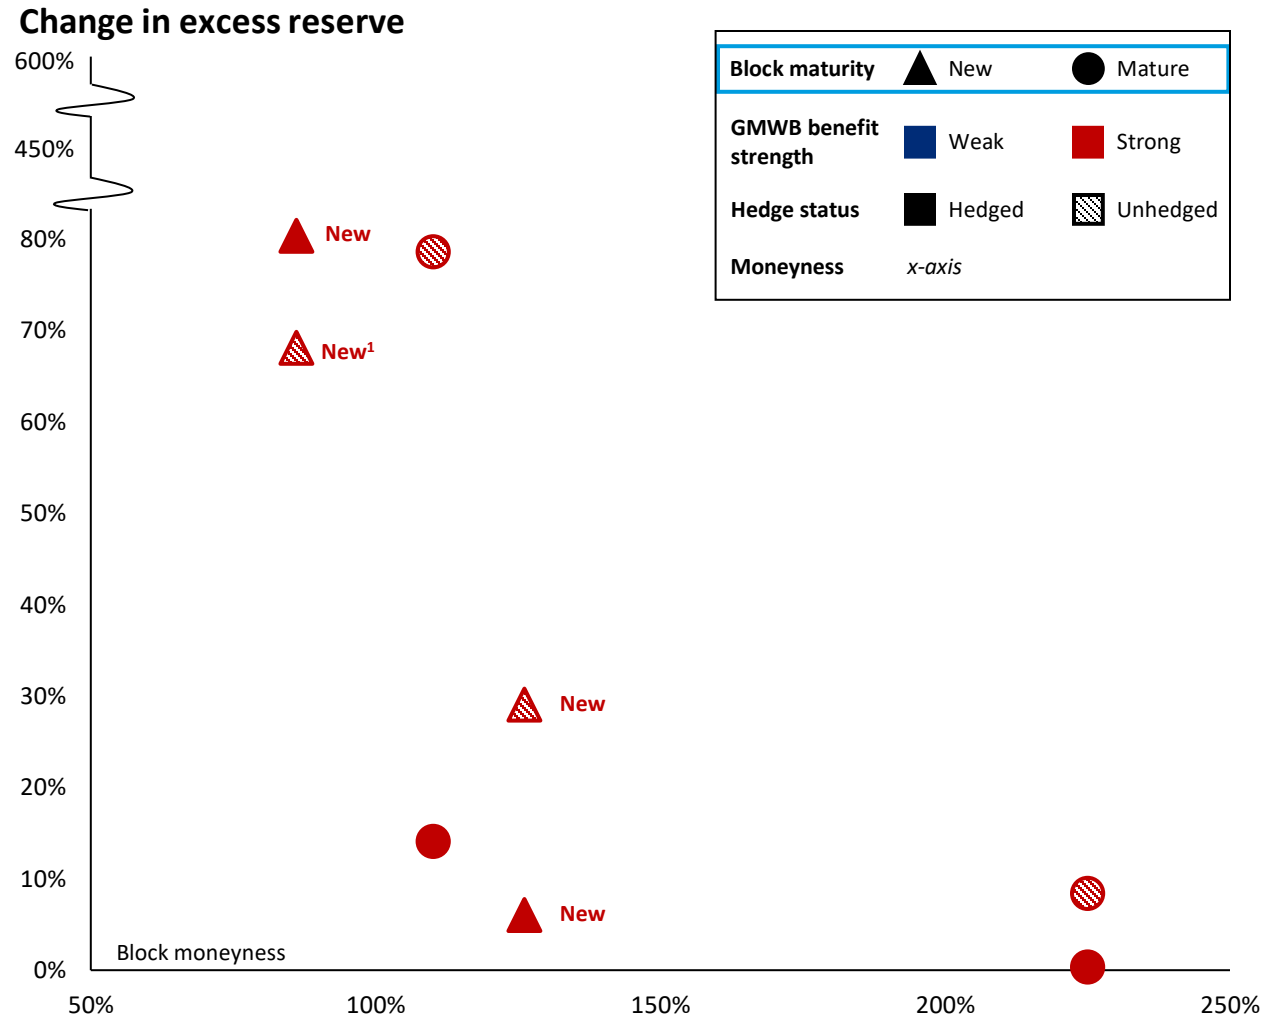 Change in excess reserve
600%
450%
80%
70%
60%
50%
40%
30%
20%
10%
0%
Block maturity New Mature
GMWB benefit
strength
Weak Strong
Hedge status Hedged Unhedged
Moneyness x-axis
New
New¹
New
New
Block moneyness
50% 100% 150% 200% 250%